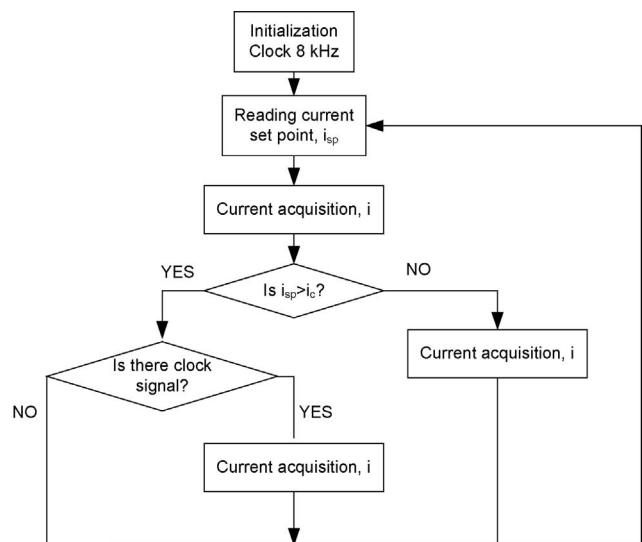 Initialization
Clock 8 kHz
Reading current
set point, isp
Current acquisition, i
YES
NO
Is isp>ic?
Current acquisition, i
Is there clock
signal?
NO
YES
Current acquisition, i